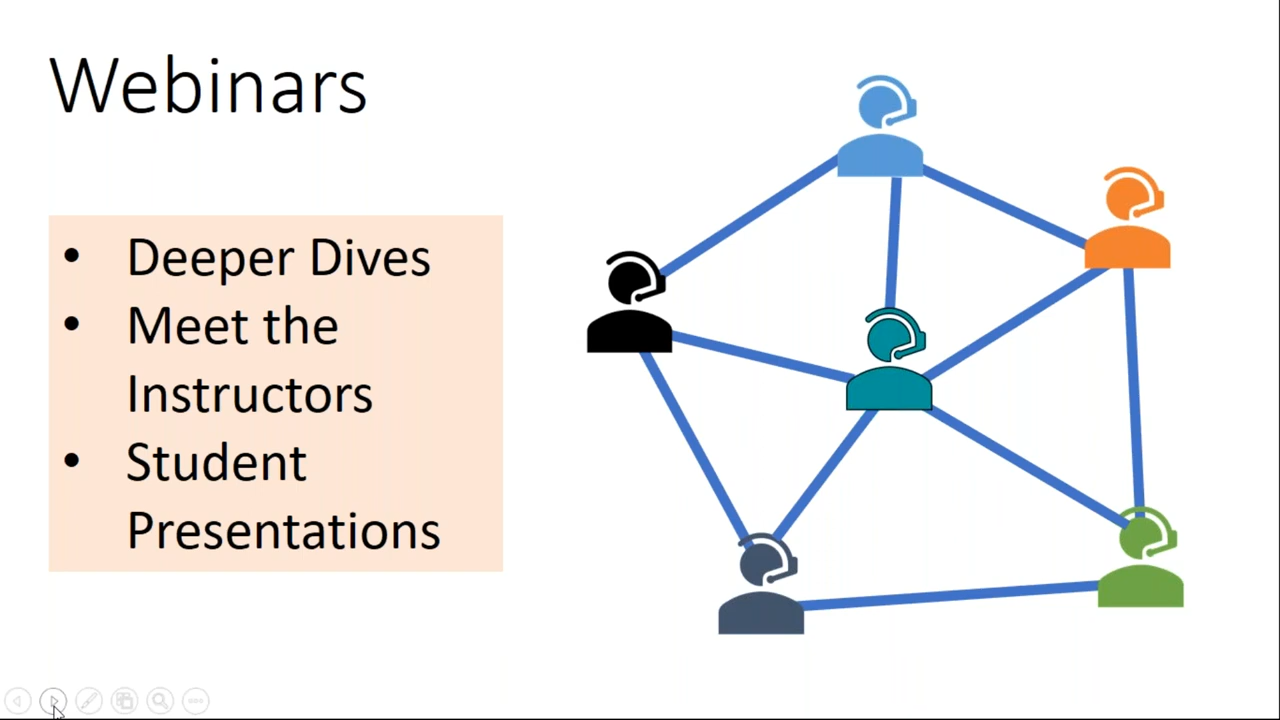 Webinars
• Deeper Dives
• Meet the
Instructors
• Student
Presentations